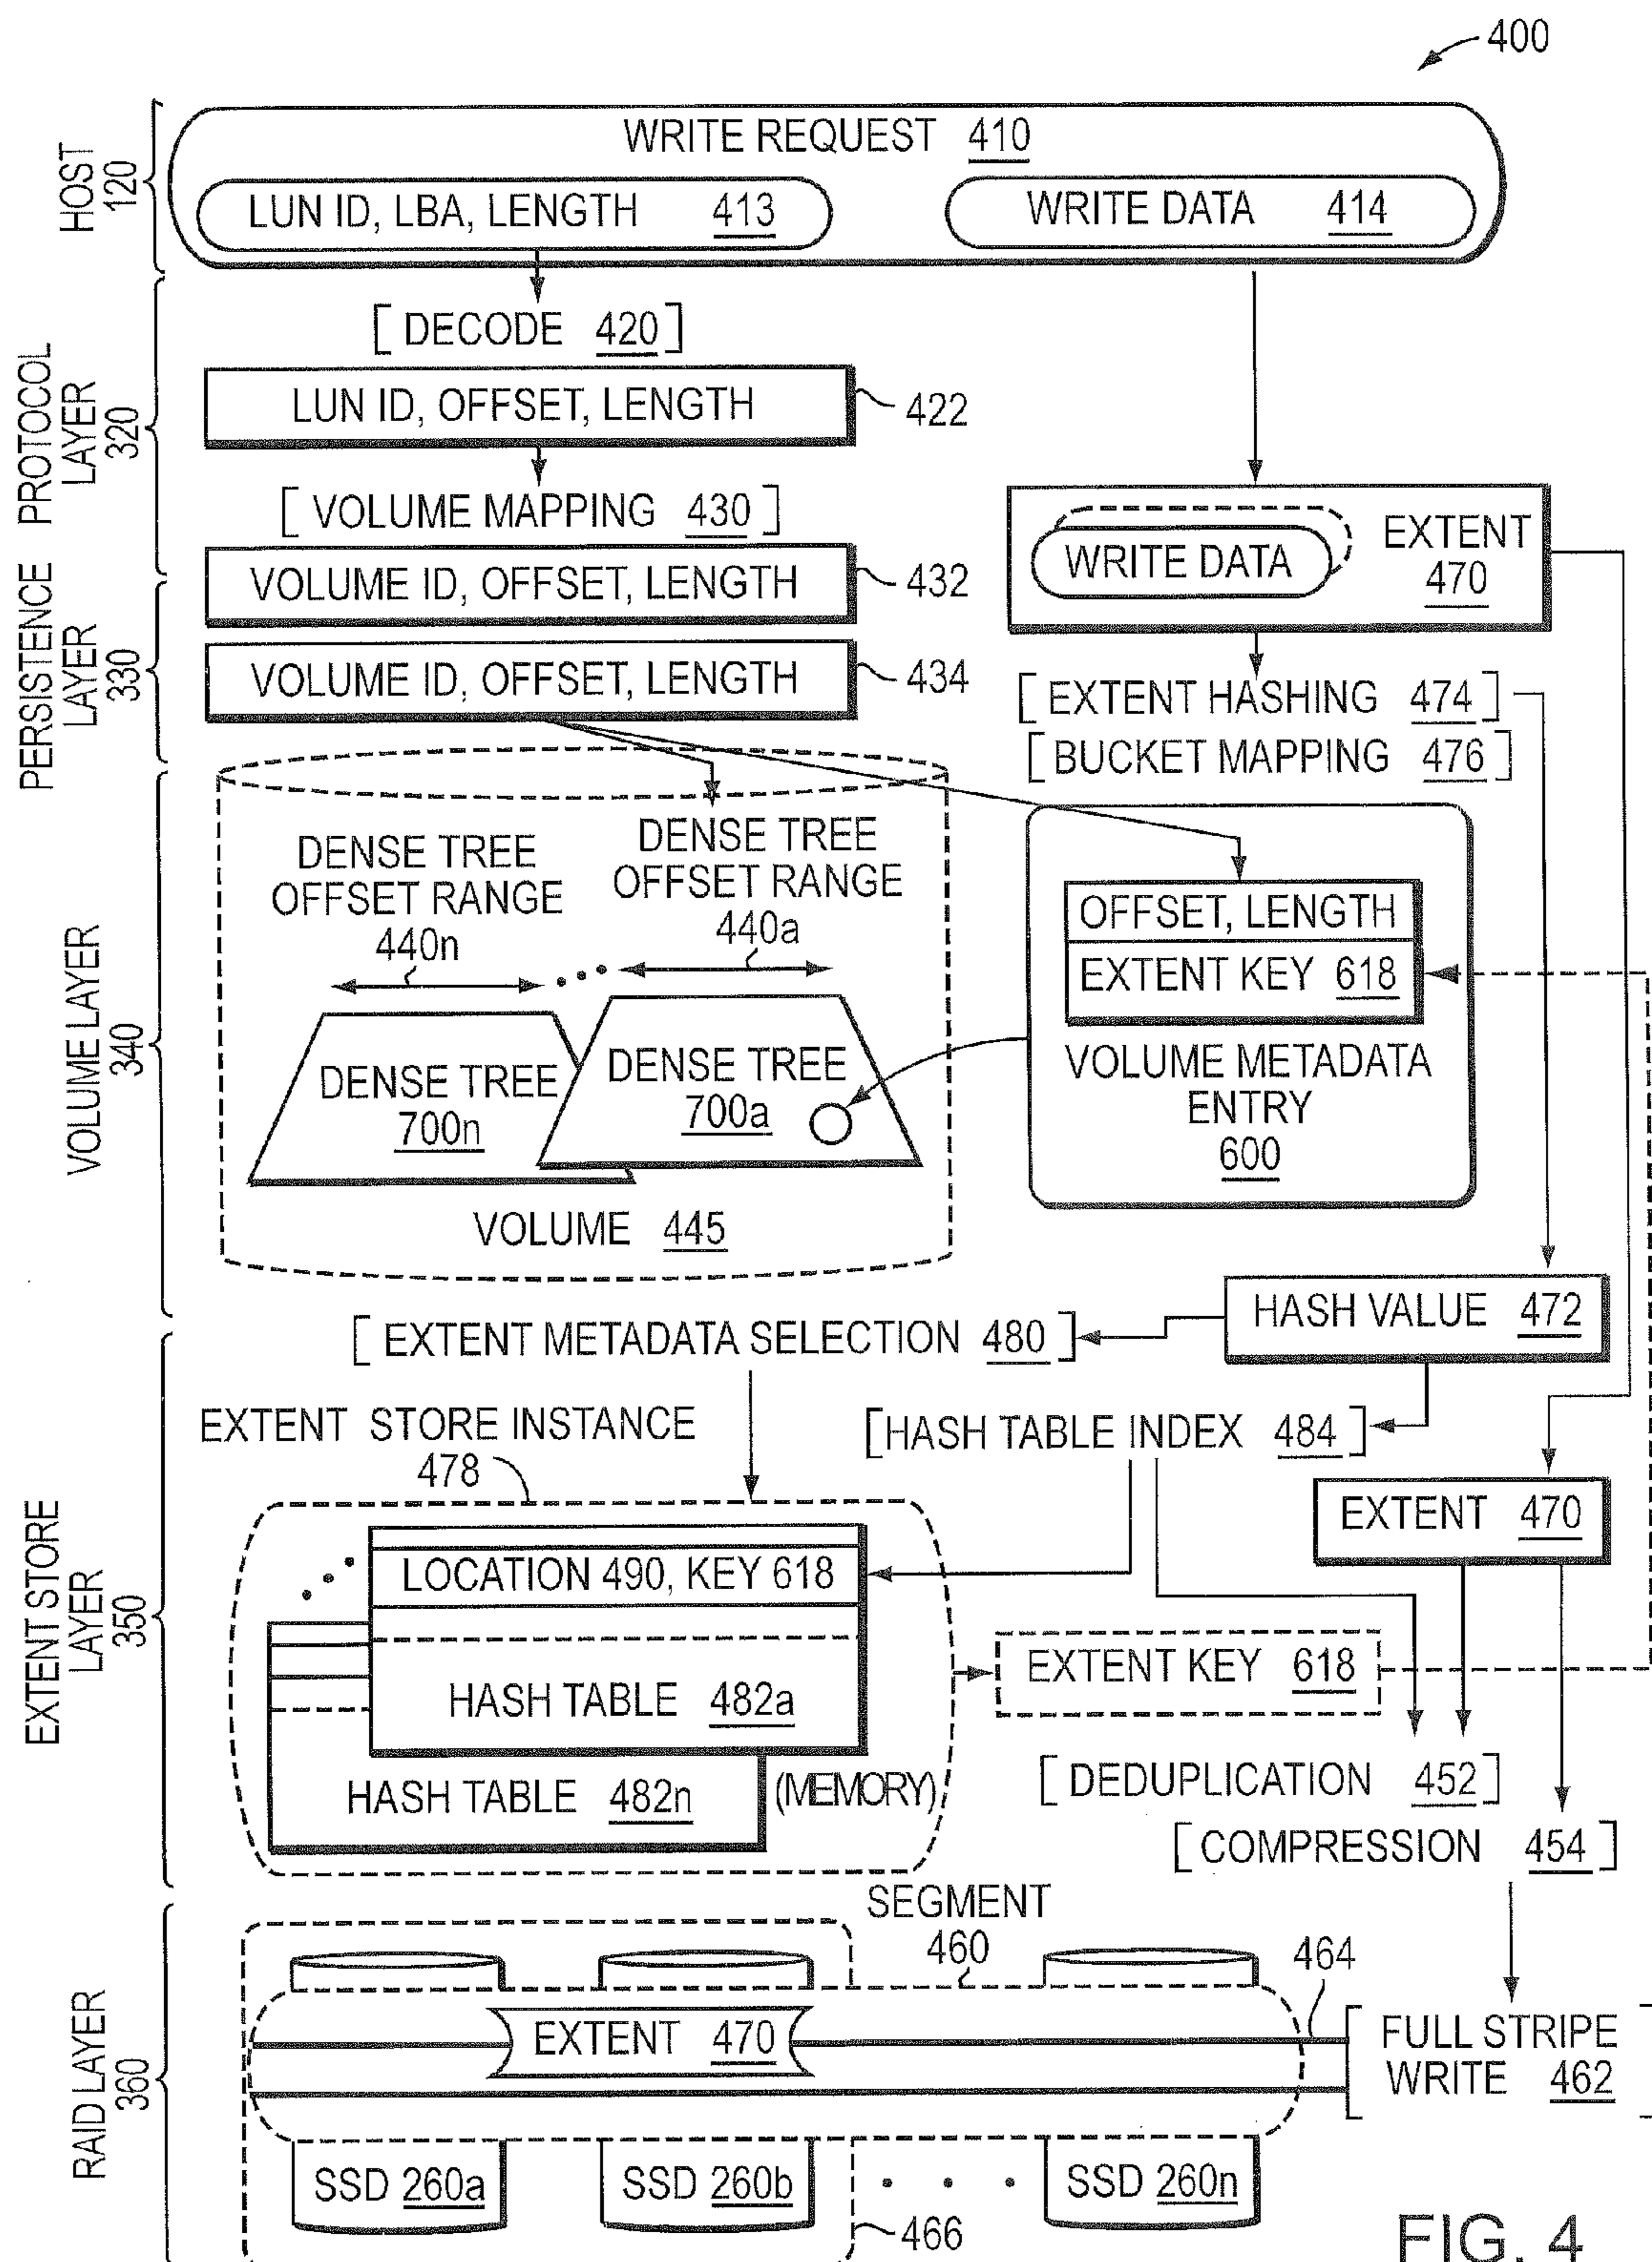 400
HOST
120
WRITE REQUEST 410
LUN ID, LBA, LENGTH 413
WRITE DATA 414
PROTOCOL
LAYER
320
[ DECODE 420 ]
LUN ID, OFFSET, LENGTH
422
[ VOLUME MAPPING 430 ]
VOLUME ID, OFFSET, LENGTH
432
WRITE DATA
EXTENT
470
PERSISTENCE
LAYER
330
VOLUME ID, OFFSET, LENGTH
434
[ EXTENT HASHING 474 ]
[ BUCKET MAPPING 476 ]
VOLUME LAYER
340
DENSE TREE
OFFSET RANGE
440n
DENSE TREE
OFFSET RANGE
440a
DENSE TREE
700n
DENSE TREE
700a
VOLUME 445
OFFSET, LENGTH
EXTENT KEY 618
VOLUME METADATA
ENTRY
600
HASH VALUE 472
EXTENT STORE
LAYER
350
[ EXTENT METADATA SELECTION 480 ]
[ HASH TABLE INDEX 484 ]
EXTENT STORE INSTANCE
478
EXTENT 470
LOCATION 490, KEY 618
HASH TABLE 482a
HASH TABLE 482n
(MEMORY)
EXTENT KEY 618
[ DEDUPLICATION 452 ]
[ COMPRESSION 454 ]
RAID LAYER
360
SEGMENT
460
464
EXTENT 470
[ FULL STRIPE
WRITE 462 ]
SSD 260a
SSD 260b
• • •
SSD 260n
466
FIG. 4